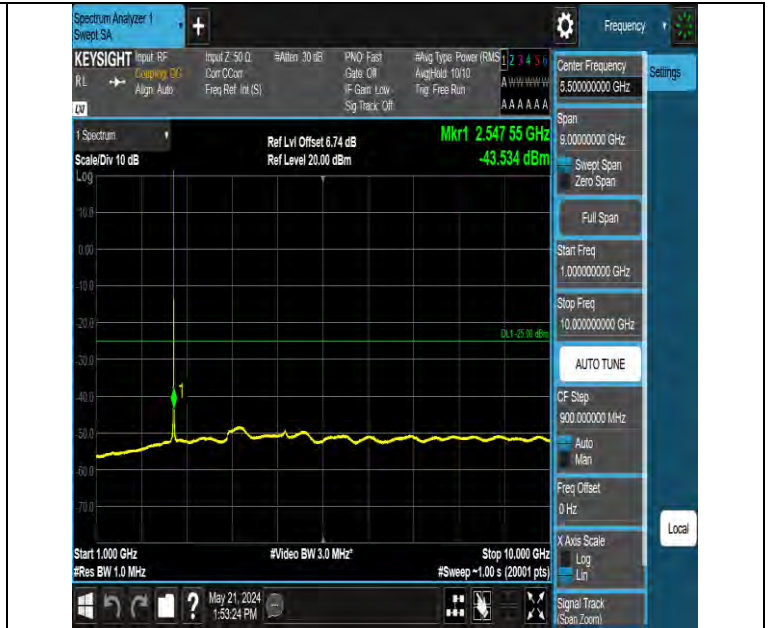 Spectrum Analyzer 1
Swept SA
+
Frequency
KEYSIGHT
RL
LXI
Input: RF
Coupling: DC
Align: Auto
Input Z: 50 Ω
Corr CCorr
Freq Ref: Int (S)
#Atten: 30 dB
PNO: Fast
Gate: Off
IF Gain: Low
Sig Track: Off
#Avg Type: Power (RMS
Avg|Hold: 10/10
Trig: Free Run
1 2 3 4 5 6
A W W W W W
A A A A A A
1 Spectrum
Scale/Div 10 dB
Log
Ref Lvl Offset 6.74 dB
Ref Level 20.00 dBm
Mkr1 2.547 55 GHz
-43.534 dBm
10.0
0.00
-10.0
-20.0
-30.0
-40.0
-50.0
-60.0
-70.0
DL1 -25.00 dBm
1
Start 1.000 GHz
#Res BW 1.0 MHz
#Video BW 3.0 MHz*
Stop 10.000 GHz
#Sweep ~1.00 s (20001 pts)
May 21, 2024
1:53:24 PM
?
Center Frequency
5.500000000 GHz
Settings
Span
9.00000000 GHz
Swept Span
Zero Span
Full Span
Start Freq
1.000000000 GHz
Stop Freq
10.000000000 GHz
AUTO TUNE
CF Step
900.000000 MHz
Auto
Man
Freq Offset
0 Hz
X Axis Scale
Log
Lin
Local
Signal Track
(Span Zoom)